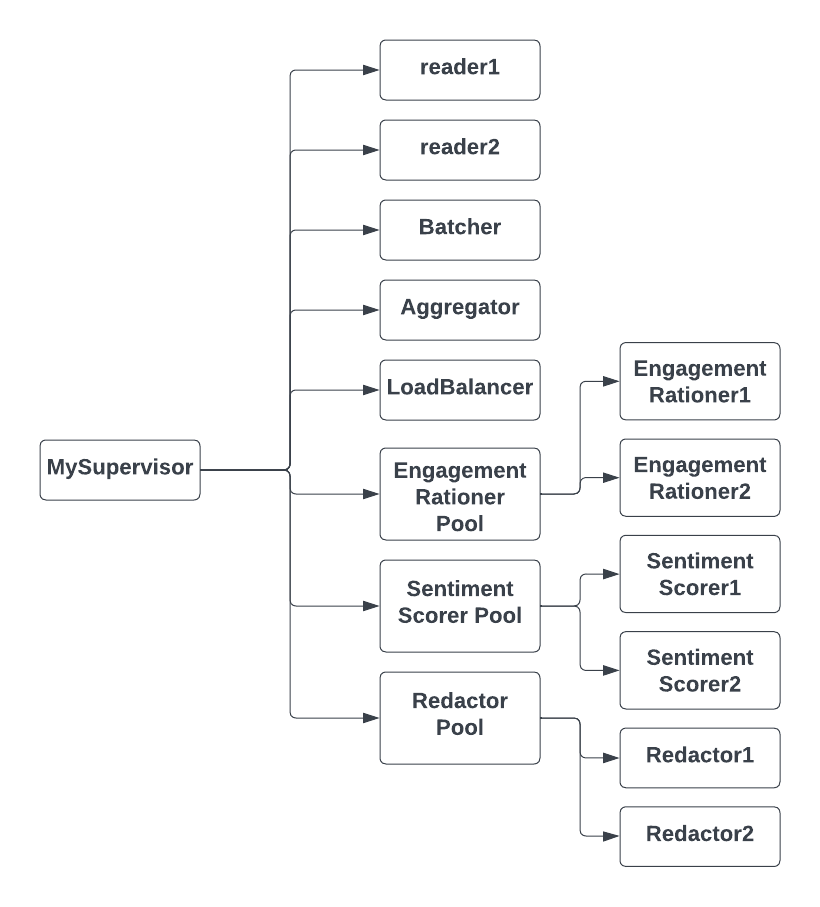 reader1
reader2
Batcher
Aggregator
LoadBalancer
MySupervisor
Engagement
Rationer
Pool
Sentiment
Scorer Pool
Redactor
Pool
Engagement
Rationer1
Engagement
Rationer2
Sentiment
Scorer1
Sentiment
Scorer2
Redactor1
Redactor2